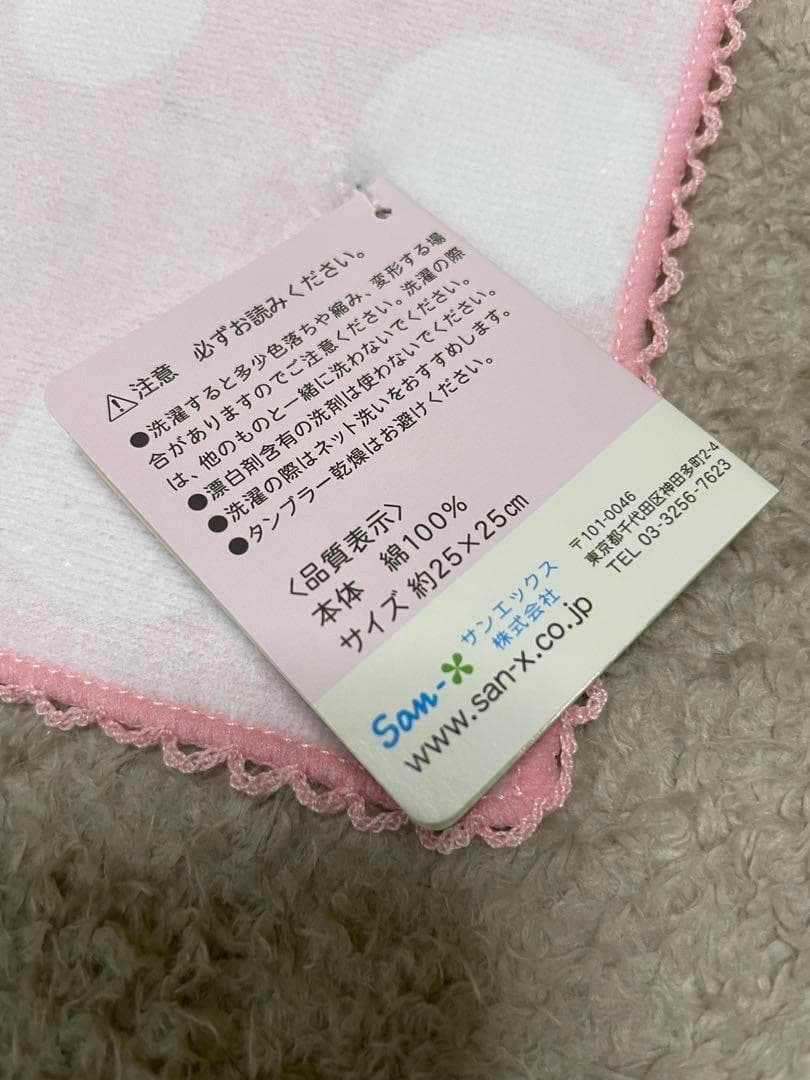 ⚠注意 必ずお読みください。
●洗濯すると多少色落ちや縮み、変形する場
合がありますのでご注意ください。洗濯の際
は、他のものと一緒に洗わないでください。
●漂白剤含有の洗剤は使わないでください。
●洗濯の際はネット洗いをおすすめします。
●タンブラー乾燥はお避けください。
〈品質表示〉
本体 綿100%
サイズ 約25×25cm
San-x サンエックス
株式会社
〒101-0046
東京都千代田区神田多町2-4
TEL 03-3256-7623
www.san-x.co.jp